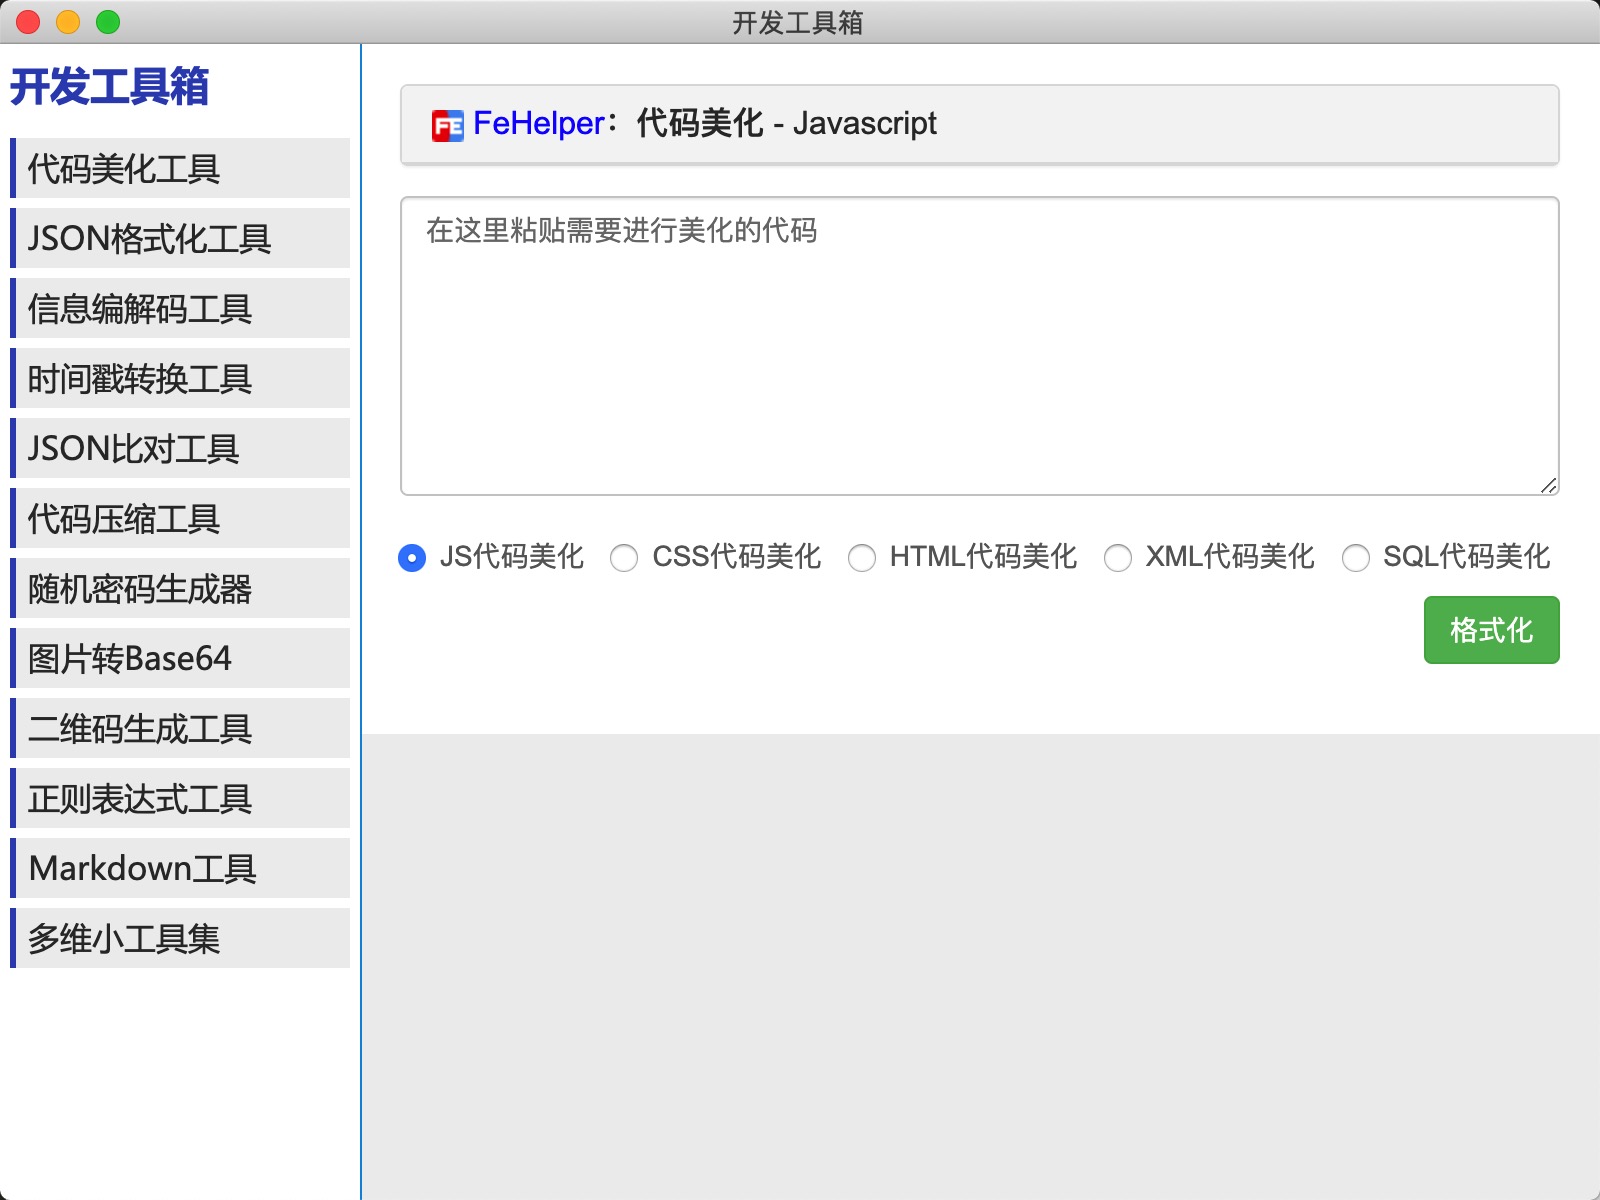 开发工具箱
开发工具箱
代码美化工具
JSON格式化工具
信息编解码工具
时间戳转换工具
JSON比对工具
代码压缩工具
随机密码生成器
图片转Base64
二维码生成工具
正则表达式工具
Markdown工具
多维小工具集
FE FeHelper：代码美化 - Javascript
在这里粘贴需要进行美化的代码
JS代码美化 CSS代码美化 HTML代码美化 XML代码美化 SQL代码美化
格式化